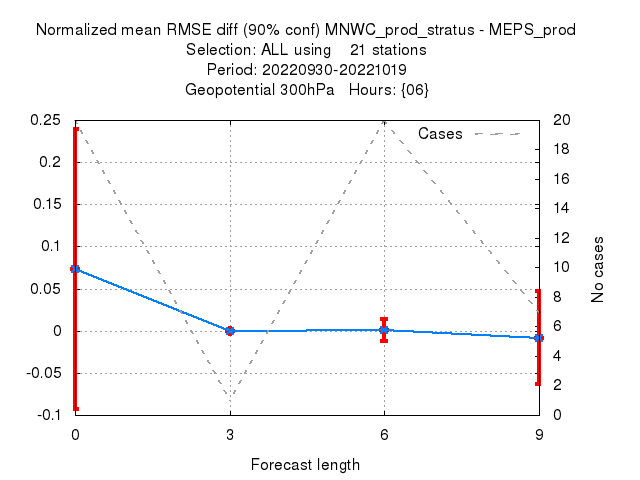 Normalized mean RMSE diff (90% conf) MNWC_prod_stratus - MEPS_prod
Selection: ALL using 21 stations
Period: 20220930-20221019
Geopotential 300hPa Hours: {06}
Cases
0.25
0.2
0.15
0.1
0.05
0
-0.05
-0.1
20
18
16
14
12
10
8
6
4
2
0
No cases
0 3 6 9
Forecast length